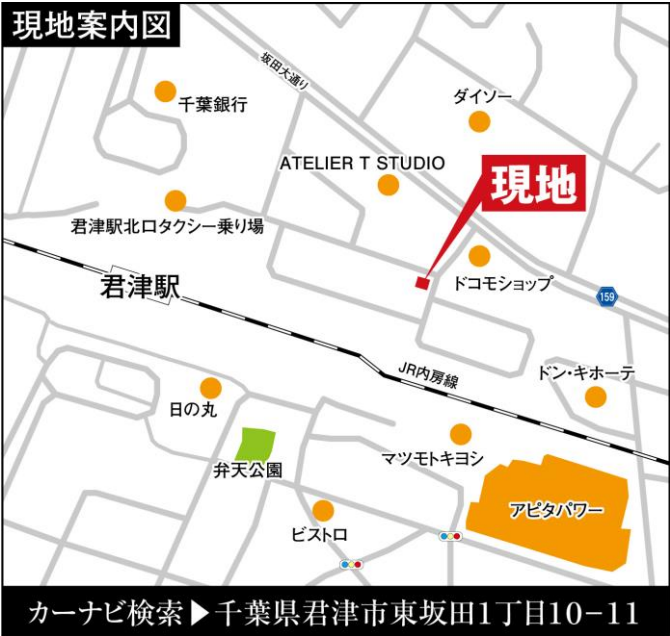 現地案内図
坂田大通り
千葉銀行
ダイソー
ATELIER T STUDIO
現地
君津駅北口タクシー乗り場
君津駅
ドコモショップ
159
JR内房線
ドン・キホーテ
日の丸
マツモトキヨシ
弁天公園
アピタパワー
ビストロ
カーナビ検索▶千葉県君津市東坂田1丁目10-11